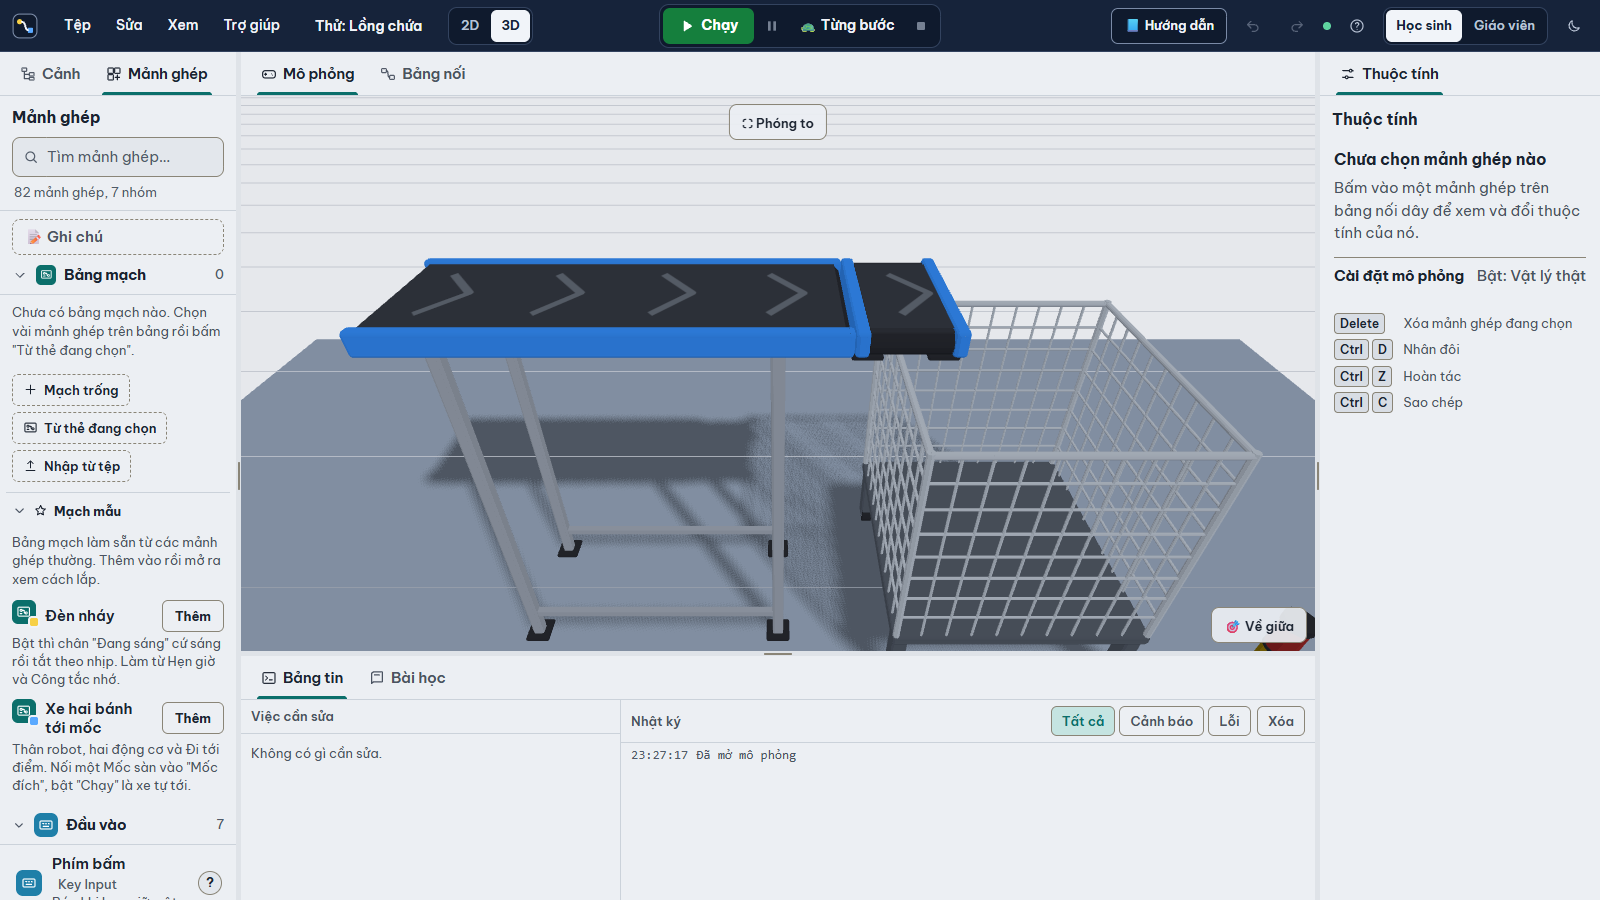 Tệp Sửa Xem Trợ giúp Thử: Lồng chứa 2D 3D Chạy Từng bước Hướng dẫn Học sinh Giáo viên
Cảnh Mảnh ghép
Mảnh ghép
Tìm mảnh ghép...
82 mảnh ghép, 7 nhóm
Ghi chú
Bảng mạch 0
Chưa có bảng mạch nào. Chọn
vài mảnh ghép trên bảng rồi bấm
"Từ thẻ đang chọn".
Mạch trống
Từ thẻ đang chọn
Nhập từ tệp
Mạch mẫu
Bảng mạch làm sẵn từ các mảnh
ghép thường. Thêm vào rồi mở ra
xem cách lắp.
Đèn nháy Thêm
Bật thì chân "Đang sáng" cứ sáng
rồi tắt theo nhịp. Làm từ Hẹn giờ
và Công tắc nhớ.
Xe hai bánh
tới mốc
Thêm
Thân robot, hai động cơ và Đi tới
điểm. Nối một Mốc sàn vào "Mốc
đích", bật "Chạy" là xe tự tới.
Đầu vào 7
Phím bấm
Key Input
?
Mô phỏng Bảng nối
Phóng to
Về giữa
Bảng tin Bài học
Việc cần sửa
Không có gì cần sửa.
Nhật ký Tất cả Cảnh báo Lỗi Xóa
23:27:17 Đã mở mô phỏng
Thuộc tính
Thuộc tính
Chưa chọn mảnh ghép nào
Bấm vào một mảnh ghép trên
bảng nối dây để xem và đổi thuộc
tính của nó.
Cài đặt mô phỏng Bật: Vật lý thật
Delete Xóa mảnh ghép đang chọn
Ctrl D Nhân đôi
Ctrl Z Hoàn tác
Ctrl C Sao chép